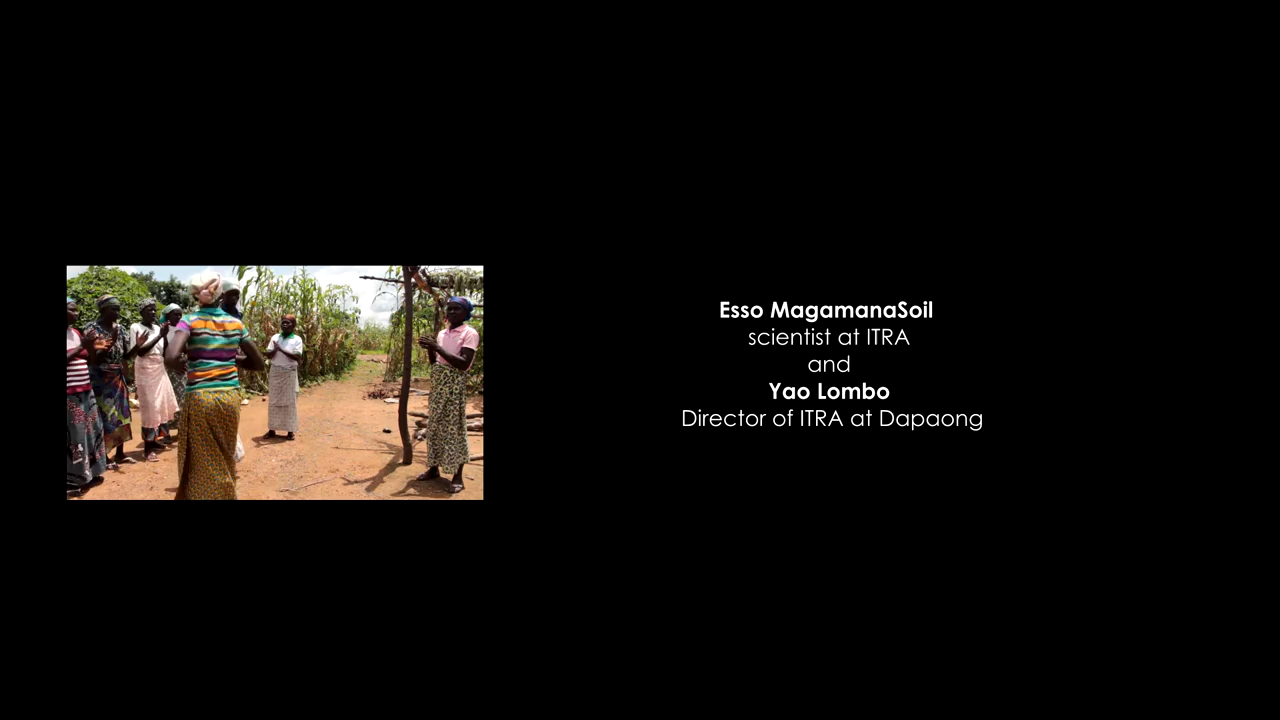 Esso MagamanaSoil
scientist at ITRA
and
Yao Lombo
Director of ITRA at Dapaong